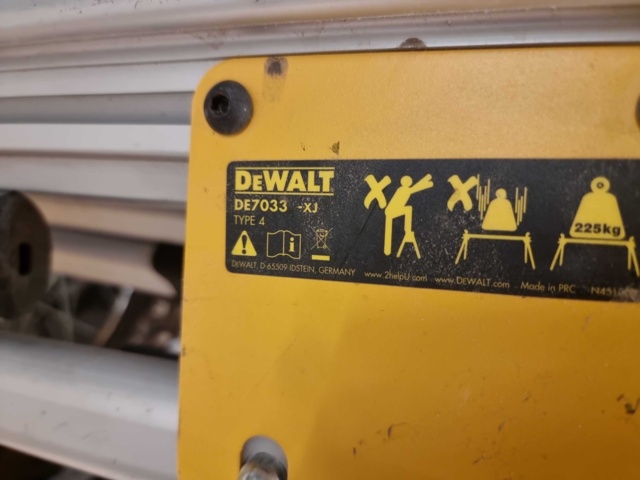 DEWALT
DE7033 -XJ
TYPE 4
225kg
DEWALT, D-65509 IDSTEIN, GERMANY www.2helpU.com www.DEWALT.com Made in PRC